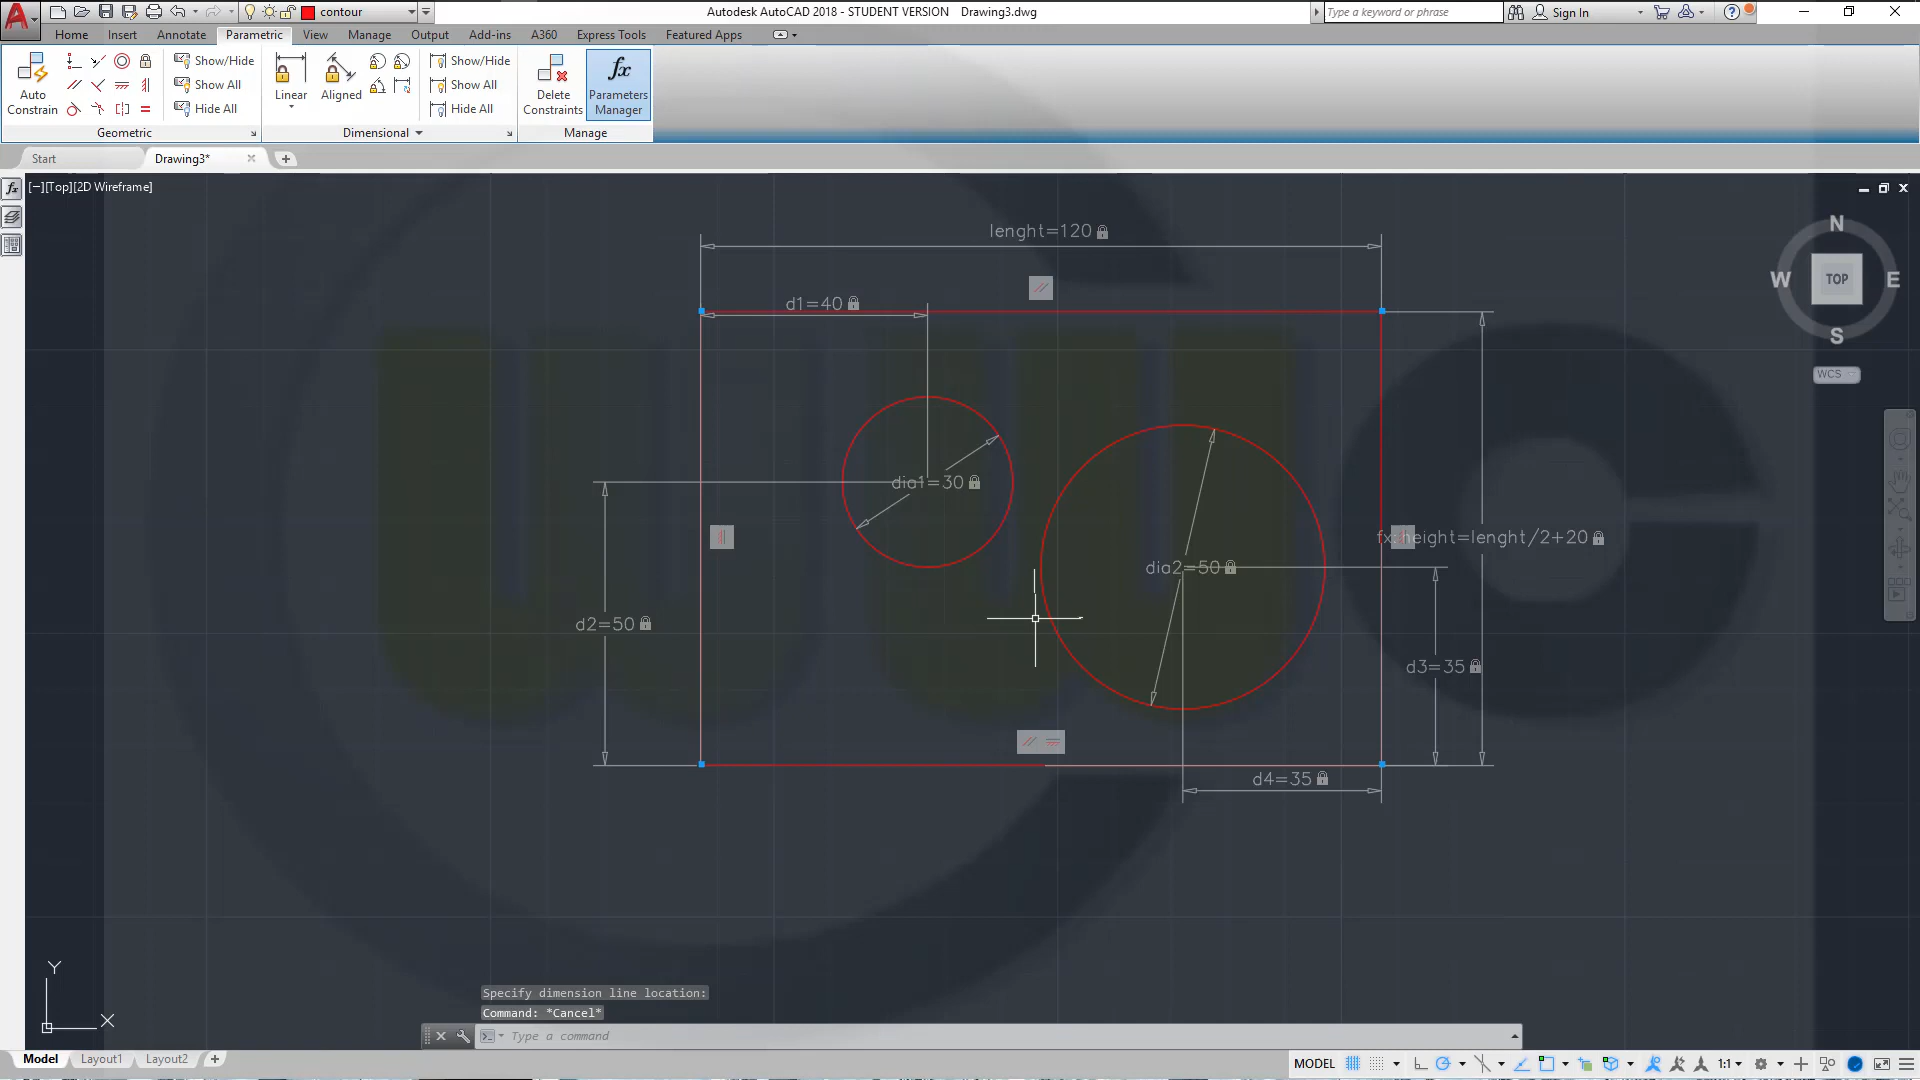 contour
Autodesk AutoCAD 2018 - STUDENT VERSION Drawing3.dwg
Type a keyword or phrase
Sign In
Home Insert Annotate Parametric View Manage Output Add-ins A360 Express Tools Featured Apps
Auto Constrain
Show/Hide
Show All
Hide All
Geometric
Linear
Aligned
Show/Hide
Show All
Hide All
Dimensional
Delete Constraints
fx
Parameters Manager
Manage
Start
Drawing3*
[−][Top][2D Wireframe]
lenght=120
d1=40
dia1=30
dia2=50
fx:height=lenght/2+20
d2=50
d3=35
d4=35
N
W
TOP
E
S
WCS
Y
X
Specify dimension line location:
Command: *Cancel*
Type a command
Model Layout1 Layout2
MODEL
1:1